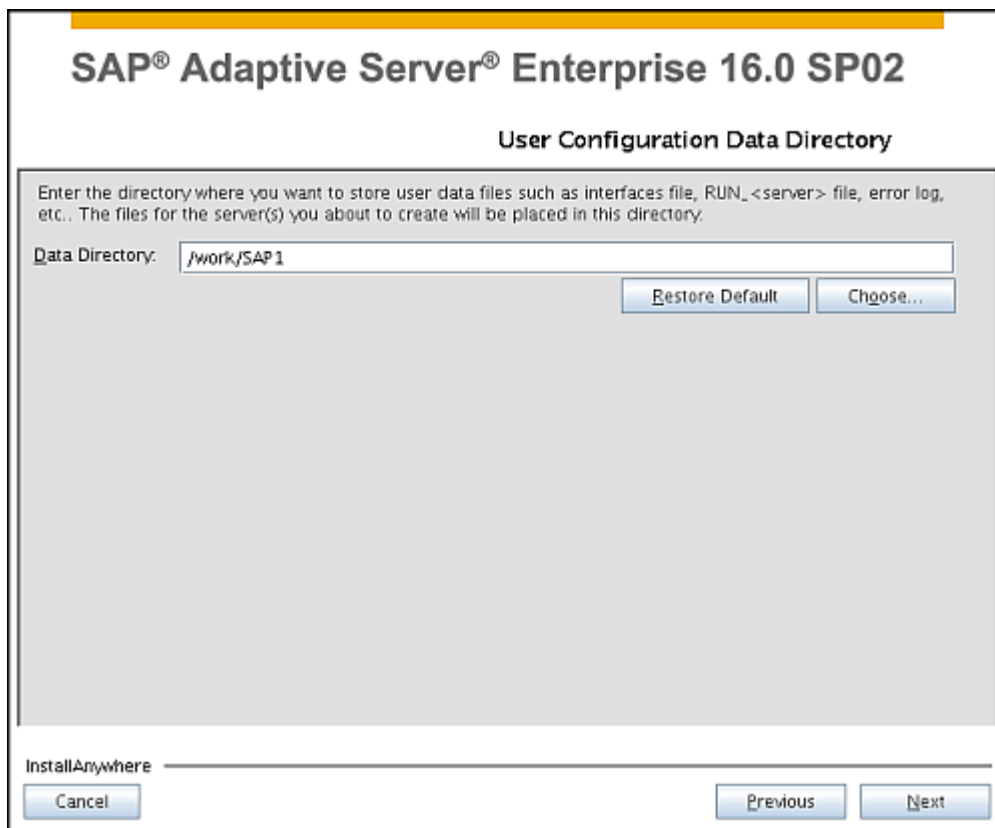 SAP® Adaptive Server® Enterprise 16.0 SP02
User Configuration Data Directory
Enter the directory where you want to store user data files such as interfaces file, RUN_<server> file, error log,
etc.. The files for the server(s) you about to create will be placed in this directory.
Data Directory: /work/SAP1
Restore Default Choose...
InstallAnywhere
Cancel Previous Next